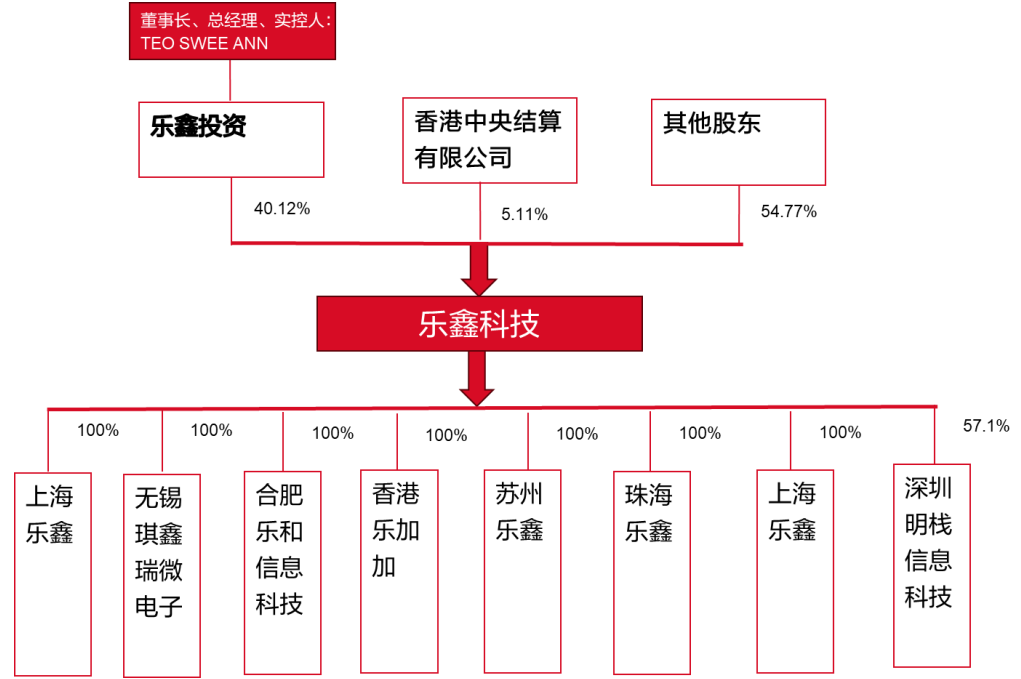 董事长、总经理、实控人：
TEO SWEE ANN
乐鑫投资
香港中央结算
有限公司
其他股东
40.12%
5.11%
54.77%
乐鑫科技
100%
100%
100%
100%
100%
100%
100%
57.1%
上海
乐鑫
无锡
琪鑫
瑞微
电子
合肥
乐和
信息
科技
香港
乐加
加
苏州
乐鑫
珠海
乐鑫
上海
乐鑫
深圳
明栈
信息
科技